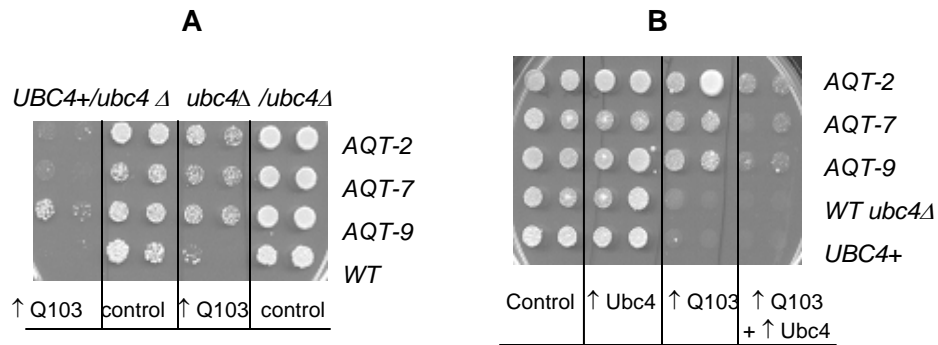 A
UBC4+/ubc4 Δ ubc4Δ /ubc4Δ
AQT-2
AQT-7
AQT-9
WT
↑ Q103 control ↑ Q103 control
B
AQT-2
AQT-7
AQT-9
WT ubc4Δ
UBC4+
Control ↑ Ubc4 ↑ Q103 ↑ Q103
+ ↑ Ubc4